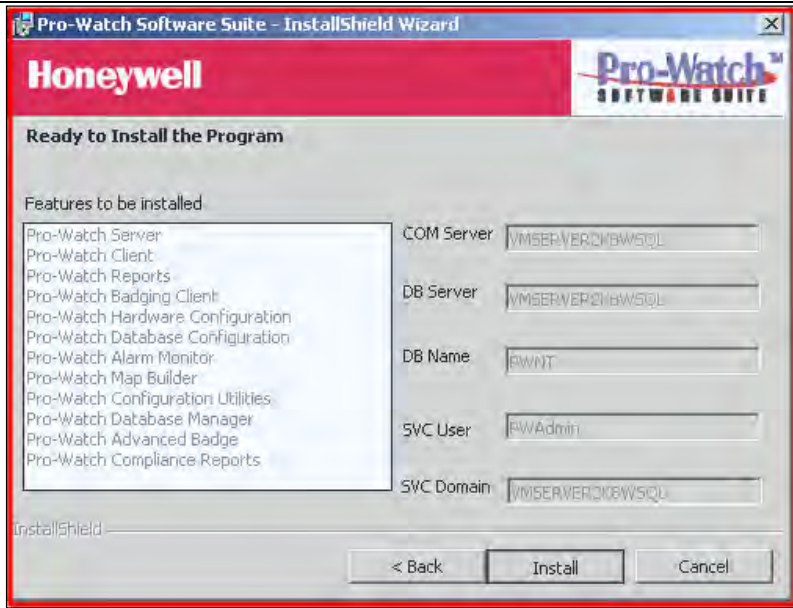 Pro-Watch Software Suite - InstallShield Wizard
Honeywell
Pro-Watch™
SOFTWARE SUITE
Ready to Install the Program
Features to be installed
Pro-Watch Server
Pro-Watch Client
Pro-Watch Reports
Pro-Watch Badging Client
Pro-Watch Hardware Configuration
Pro-Watch Database Configuration
Pro-Watch Alarm Monitor
Pro-Watch Map Builder
Pro-Watch Configuration Utilities
Pro-Watch Database Manager
Pro-Watch Advanced Badge
Pro-Watch Compliance Reports
COM Server VMSERVER2K8WSQL
DB Server VMSERVER2K8WSQL
DB Name PWNT
SVC User PWAdmin
SVC Domain VMSERVER2K8WSQL
InstallShield
< Back Install Cancel